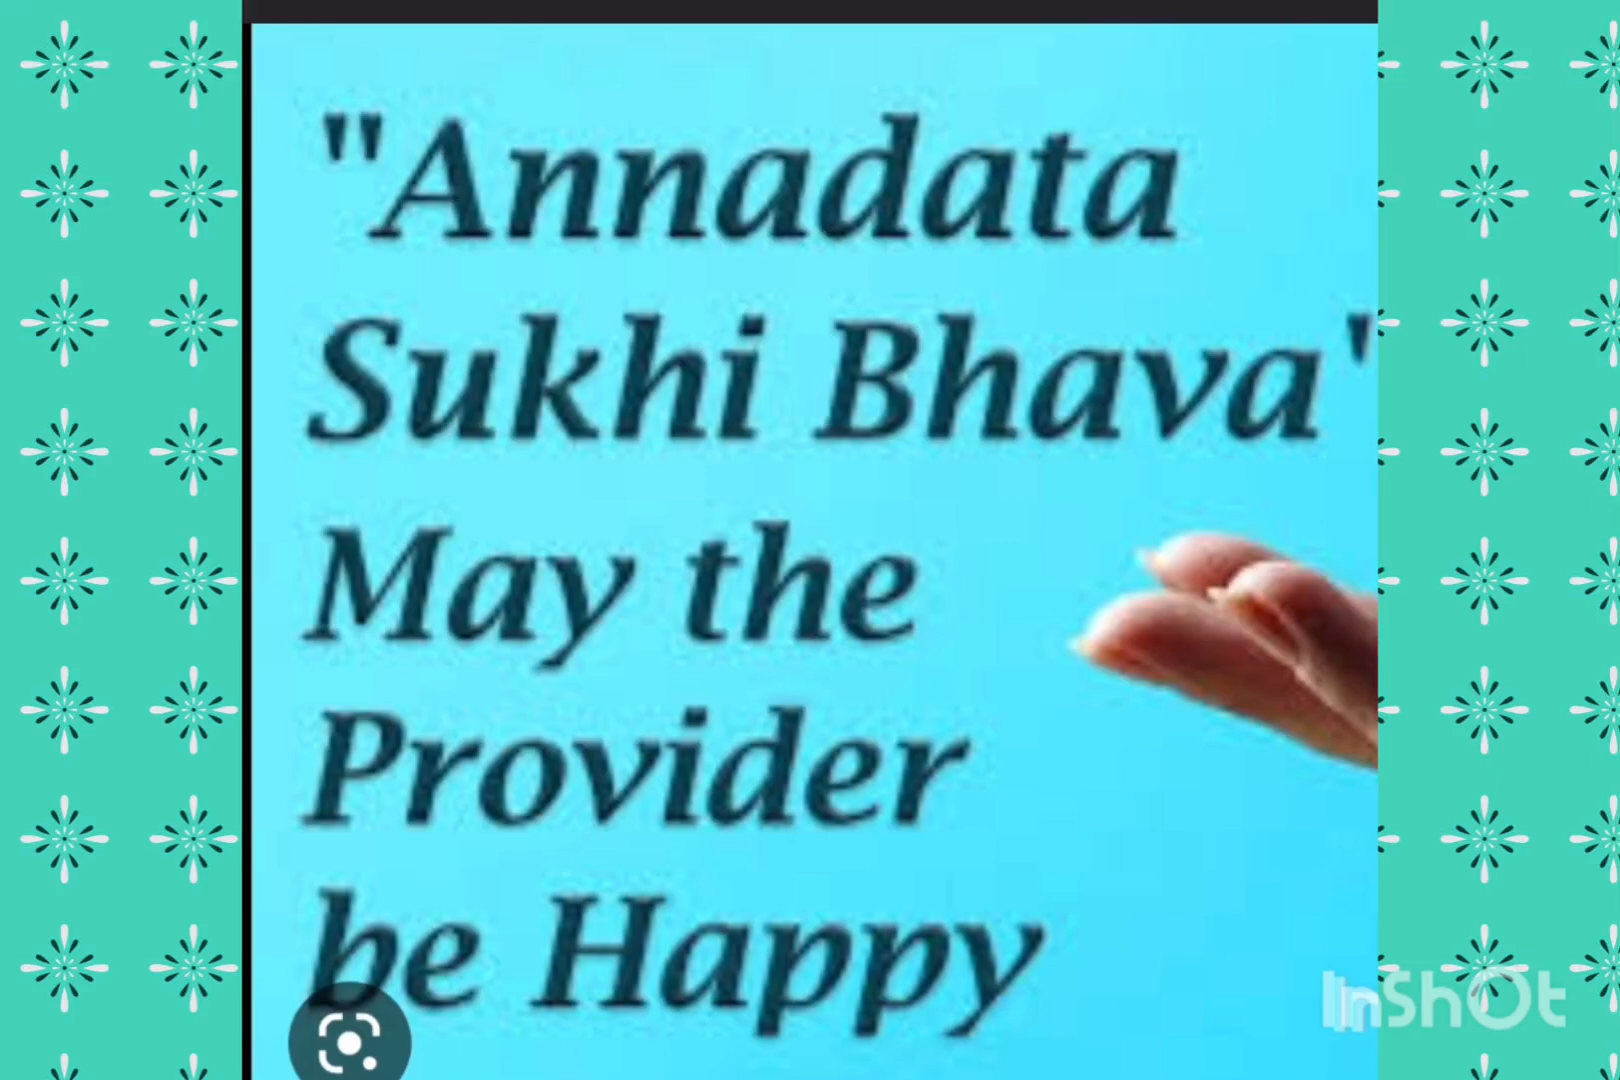 "Annadata
Sukhi Bhava'
May the
Provider
be Happy
InShOt